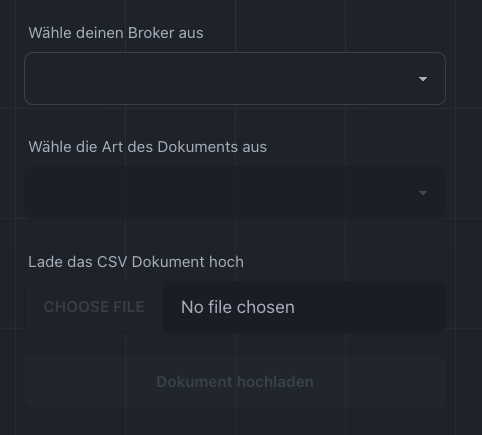 Wähle deinen Broker aus
Wähle die Art des Dokuments aus
Lade das CSV Dokument hoch
CHOOSE FILE No file chosen
Dokument hochladen